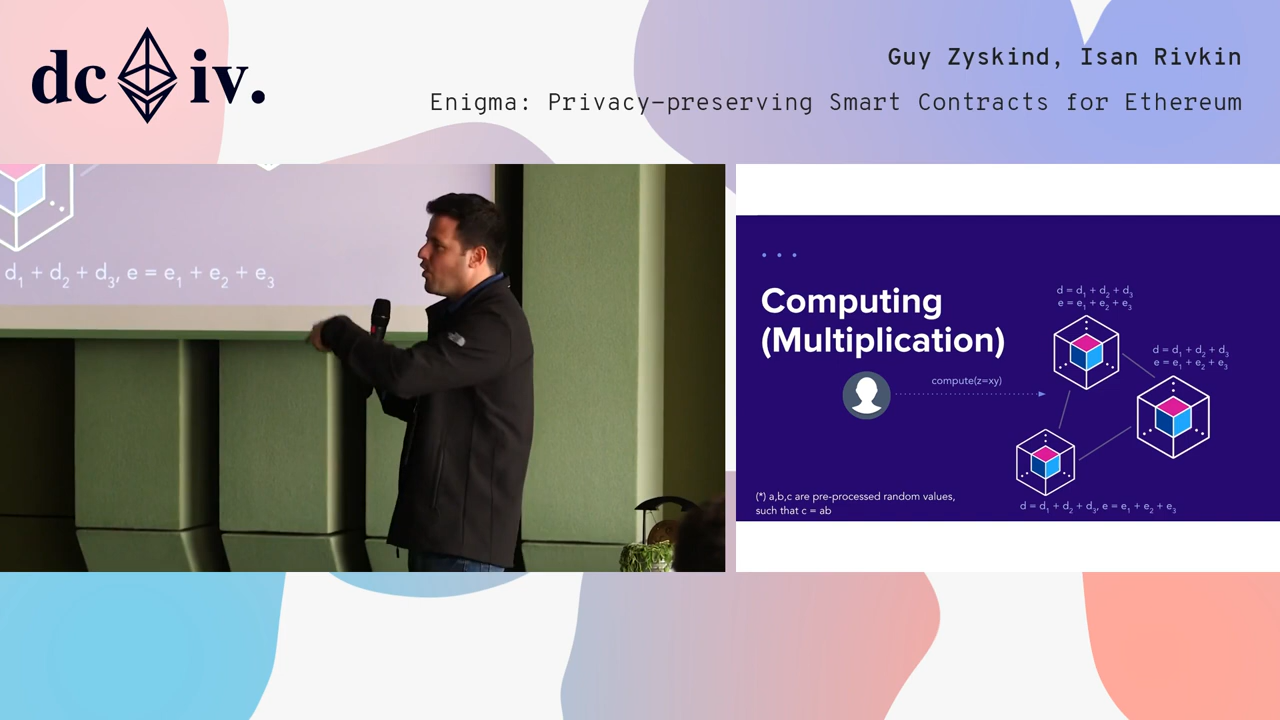 dc iv.
Guy Zyskind, Isan Rivkin
Enigma: Privacy-preserving Smart Contracts for Ethereum
d₁ + d₂ + d₃, e = e₁ + e₂ + e₃
Computing
(Multiplication)
compute(z=xy)
d = d₁ + d₂ + d₃
e = e₁ + e₂ + e₃
d = d₁ + d₂ + d₃
e = e₁ + e₂ + e₃
d = d₁ + d₂ + d₃, e = e₁ + e₂ + e₃
(*) a,b,c are pre-processed random values,
such that c = ab